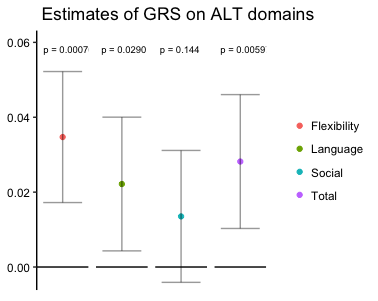 Estimates of GRS on ALT domains
0.06
p = 0.0007
p = 0.0290
p = 0.144
p = 0.0059
0.04
Flexibility
Language
0.02
Social
Total
0.00